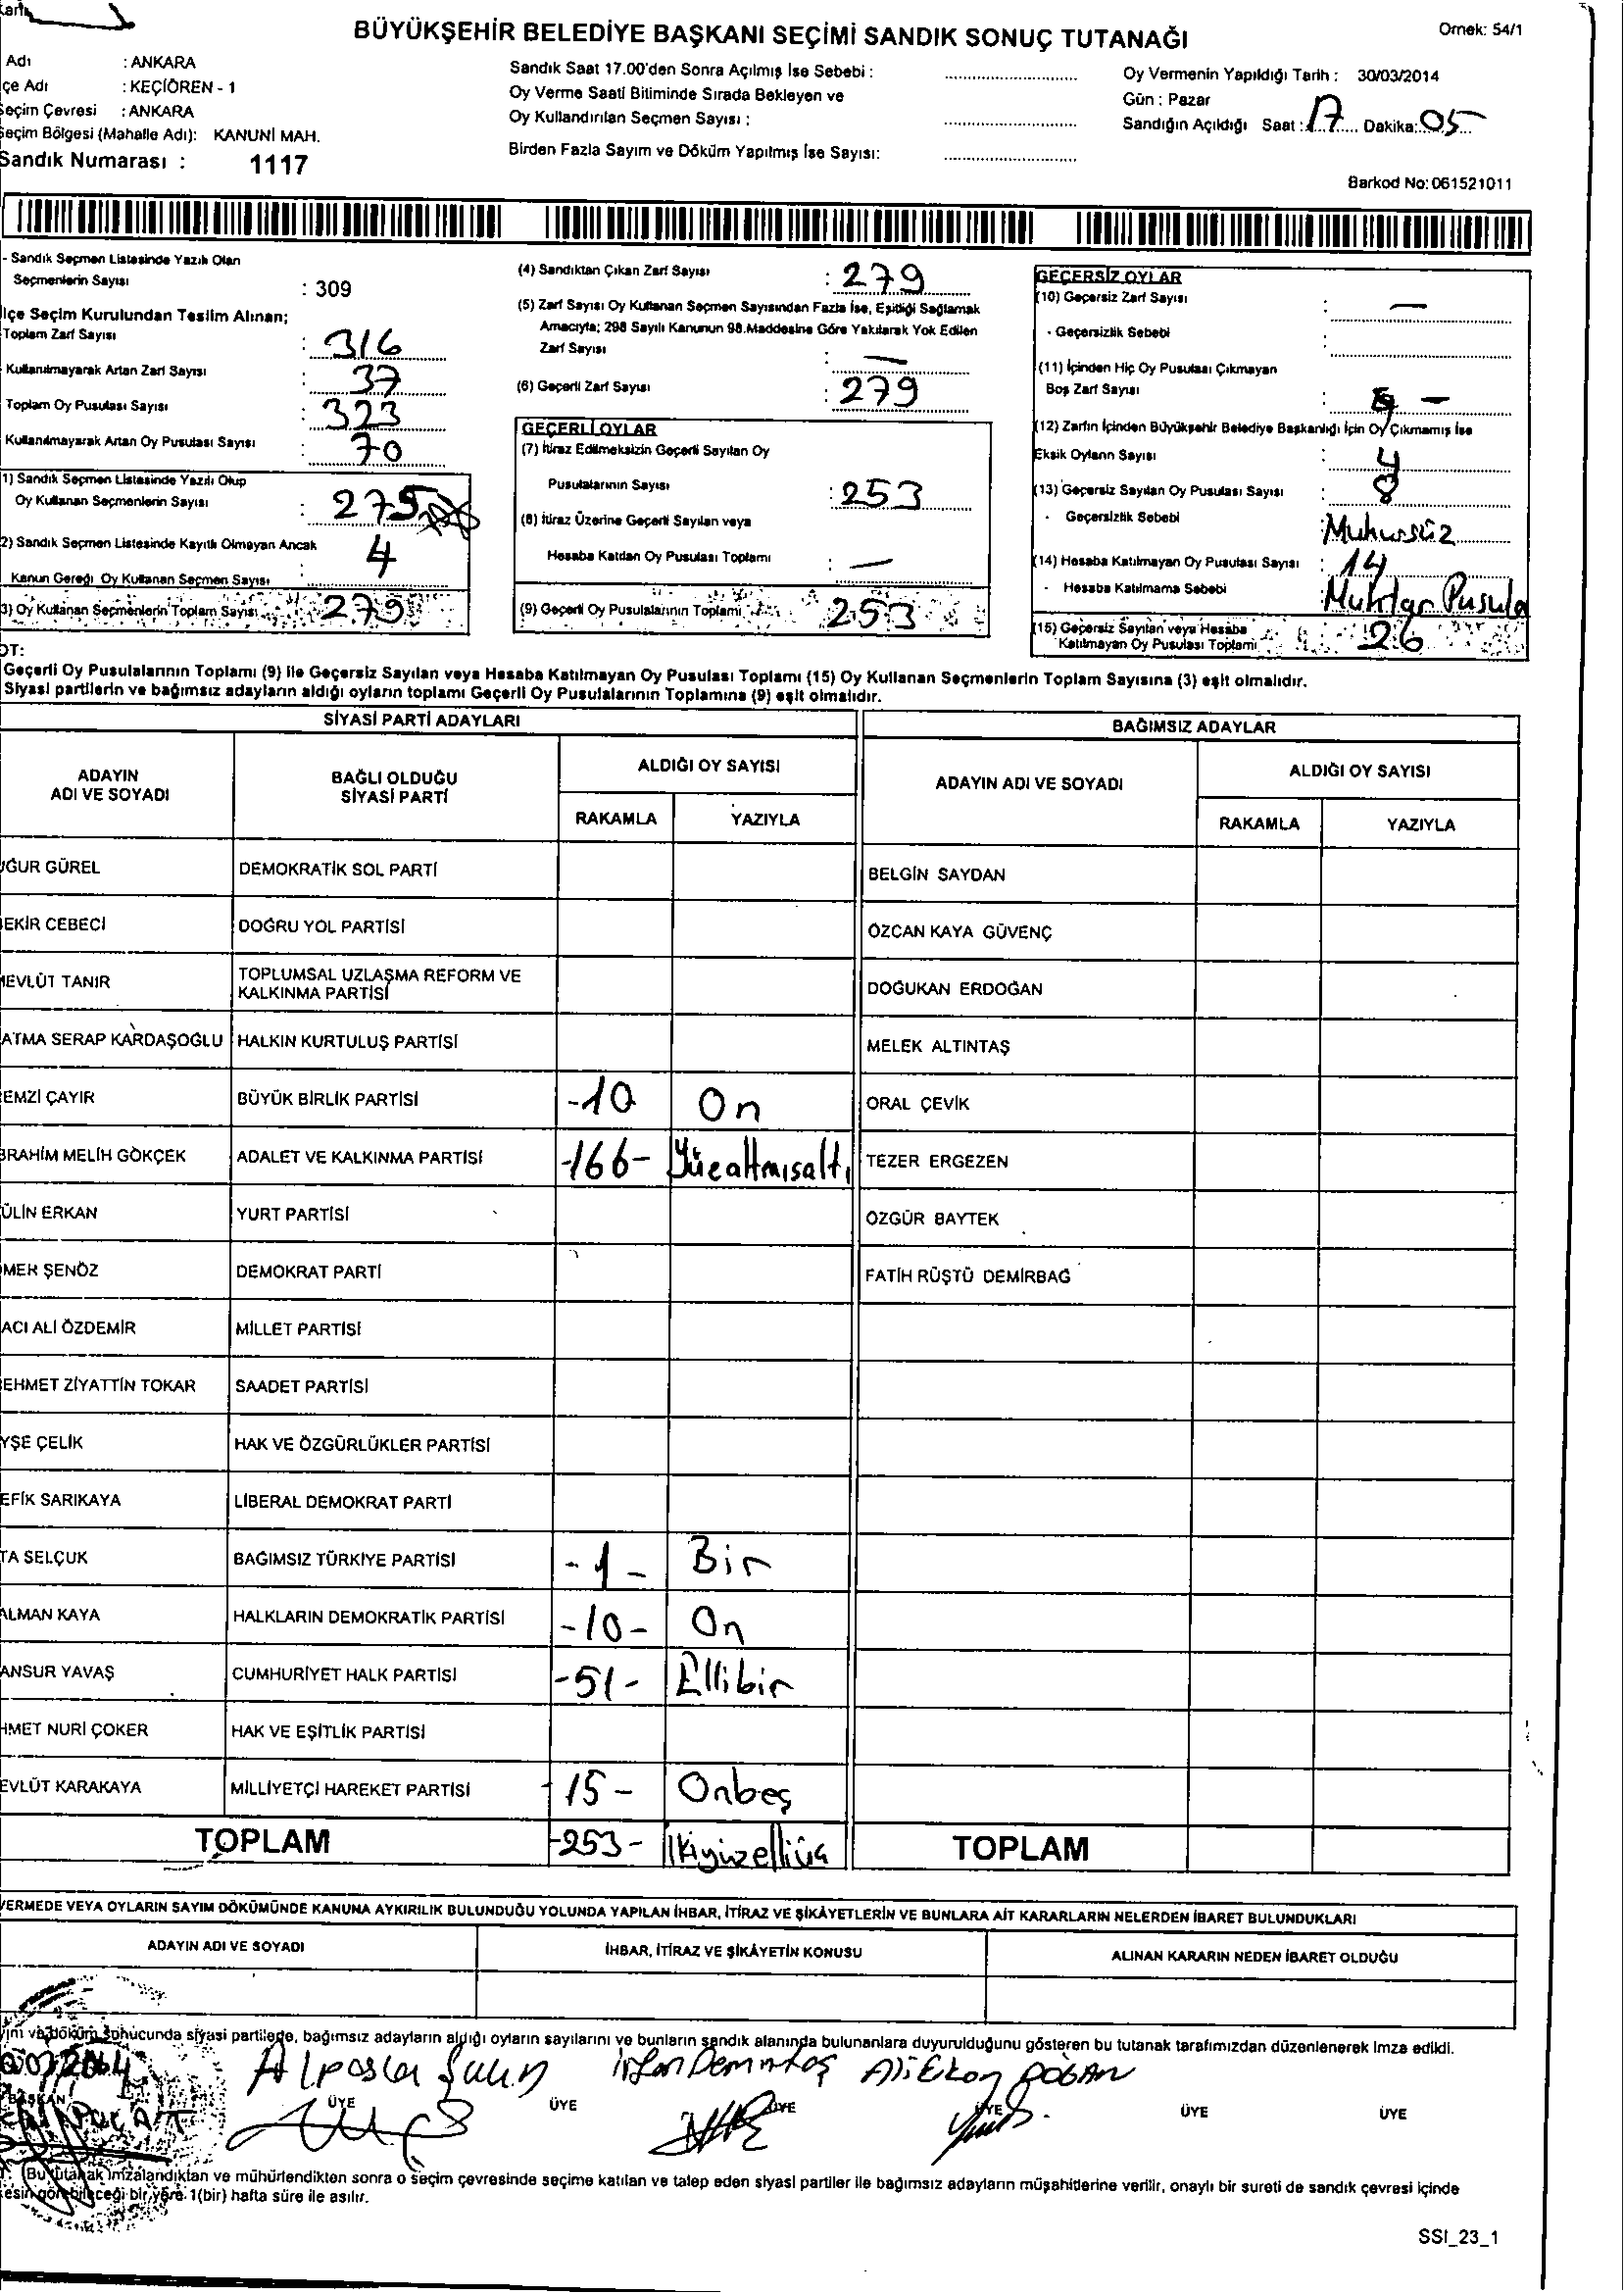 BÜYÜKŞEHİR BELEDİYE BAŞKANI SEÇİMİ SANDIK SONUÇ TUTANAĞI
Örnek: 54/1
Adı : ANKARA
çe Adı : KEÇİÖREN - 1
Seçim Çevresi : ANKARA
Seçim Bölgesi (Mahalle Adı): KANUNİ MAH.
Sandık Numarası : 1117
Sandık Saat 17.00'den Sonra Açılmış İse Sebebi :
Oy Verme Saati Bitiminde Sırada Bekleyen ve
Oy Kullandırılan Seçmen Sayısı :
Birden Fazla Sayım ve Döküm Yapılmış İse Sayısı:
Oy Vermenin Yapıldığı Tarih : 30/03/2014
Gün : Pazar
Sandığın Açıldığı Saat : 17 Dakika: 05
Barkod No: 061521011
- Sandık Seçmen Listesinde Yazılı Olan
Seçmenlerin Sayısı : 309
İlçe Seçim Kurulundan Teslim Alınan;
Toplam Zarf Sayısı : 316
Kullanılmayarak Artan Zarf Sayısı : 37
Toplam Oy Pusulası Sayısı : 323
Kullanılmayarak Artan Oy Pusulası Sayısı : 70
1) Sandık Seçmen Listesinde Yazılı Olup
Oy Kullanan Seçmenlerin Sayısı : 275
2) Sandık Seçmen Listesinde Kayıtlı Olmayan Ancak
Kanun Gereği Oy Kullanan Seçmen Sayısı : 4
3) Oy Kullanan Seçmenlerin Toplam Sayısı : 279
(4) Sandıktan Çıkan Zarf Sayısı : 279
(5) Zarf Sayısı Oy Kullanan Seçmen Sayısından Fazla İse, Eşitliği Sağlamak
Amacıyla; 298 Sayılı Kanunun 98.Maddesine Göre Yakılarak Yok Edilen
Zarf Sayısı : —
(6) Geçerli Zarf Sayısı : 279
GEÇERLİ OYLAR
(7) İtiraz Edilmeksizin Geçerli Sayılan Oy
Pusulalarının Sayısı : 253
(8) İtiraz Üzerine Geçerli Sayılan veya
Hesaba Katılan Oy Pusulası Toplamı : —
(9) Geçerli Oy Pusulalarının Toplamı : 253
GEÇERSİZ OYLAR
(10) Geçersiz Zarf Sayısı : —
- Geçersizlik Sebebi :
(11) İçinden Hiç Oy Pusulası Çıkmayan
Boş Zarf Sayısı : -
(12) Zarfın İçinden Büyükşehir Belediye Başkanlığı İçin Oy Çıkmamış İse
Eksik Oyların Sayısı : 4
(13) Geçersiz Sayılan Oy Pusulası Sayısı : 8
- Geçersizlik Sebebi : Muhursüz
(14) Hesaba Katılmayan Oy Pusulası Sayısı : 14
- Hesaba Katılmama Sebebi : Muhtar Pusula
(15) Geçersiz Sayılan veya Hesaba
Katılmayan Oy Pusulası Toplamı : 26
OT:
Geçerli Oy Pusulalarının Toplamı (9) ile Geçersiz Sayılan veya Hesaba Katılmayan Oy Pusulası Toplamı (15) Oy Kullanan Seçmenlerin Toplam Sayısına (3) eşit olmalıdır.
Siyasi partilerin ve bağımsız adayların aldığı oyların toplamı Geçerli Oy Pusulalarının Toplamına (9) eşit olmalıdır.
SİYASİ PARTİ ADAYLARI
BAĞIMSIZ ADAYLAR
ADAYIN ADI VE SOYADI
BAĞLI OLDUĞU SİYASİ PARTİ
ALDIĞI OY SAYISI
RAKAMLA YAZIYLA
ADAYIN ADI VE SOYADI
ALDIĞI OY SAYISI
RAKAMLA YAZIYLA
ĞUR GÜREL DEMOKRATİK SOL PARTİ BELGİN SAYDAN
EKİR CEBECİ DOĞRU YOL PARTİSİ ÖZCAN KAYA GÜVENÇ
MEVLÜT TANIR TOPLUMSAL UZLAŞMA REFORM VE KALKINMA PARTİSİ DOĞUKAN ERDOĞAN
ATMA SERAP KARDAŞOĞLU HALKIN KURTULUŞ PARTİSİ MELEK ALTINTAŞ
EMZİ ÇAYIR BÜYÜK BİRLİK PARTİSİ -10 On ORAL ÇEVİK
BRAHİM MELİH GÖKÇEK ADALET VE KALKINMA PARTİSİ -166- Yüzaltmışaltı TEZER ERGEZEN
ÜLİN ERKAN YURT PARTİSİ ÖZGÜR BAYTEK
MER ŞENÖZ DEMOKRAT PARTİ FATİH RÜŞTÜ DEMİRBAĞ
ACI ALİ ÖZDEMİR MİLLET PARTİSİ
EHMET ZİYATTİN TOKAR SAADET PARTİSİ
YŞE ÇELİK HAK VE ÖZGÜRLÜKLER PARTİSİ
EFİK SARIKAYA LİBERAL DEMOKRAT PARTİ
TA SELÇUK BAĞIMSIZ TÜRKİYE PARTİSİ -1- Bir
ALMAN KAYA HALKLARIN DEMOKRATİK PARTİSİ -10- On
ANSUR YAVAŞ CUMHURİYET HALK PARTİSİ -51- Ellibir
HMET NURİ ÇOKER HAK VE EŞİTLİK PARTİSİ
EVLÜT KARAKAYA MİLLİYETÇİ HAREKET PARTİSİ -15- Onbeş
TOPLAM -253- İkiyüzelliüç TOPLAM
VERMEDE VEYA OYLARIN SAYIM DÖKÜMÜNDE KANUNA AYKIRILIK BULUNDUĞU YOLUNDA YAPILAN İHBAR, İTİRAZ VE ŞİKÂYETLERİN VE BUNLARA AİT KARARLARIN NELERDEN İBARET BULUNDUKLARI
ADAYIN ADI VE SOYADI İHBAR, İTİRAZ VE ŞİKÂYETİN KONUSU ALINAN KARARIN NEDEN İBARET OLDUĞU
yım ve döküm sonucunda siyasi partilere, bağımsız adayların aldığı oyların sayılarını ve bunların sandık alanında bulunanlara duyurulduğunu gösteren bu tutanak tarafımızdan düzenlenerek imza edildi.
Alpaslan Şahin İrfan Demirtaş Ali Erkan DOĞAN
BAŞKAN ÜYE ÜYE ÜYE ÜYE ÜYE ÜYE
(Bu tutanak imzalandıktan ve mühürlendikten sonra o seçim çevresinde seçime katılan ve talep eden siyasi partiler ile bağımsız adayların müşahitlerine verilir, onaylı bir sureti de sandık çevresi içinde
esin görebileceği bir yere 1(bir) hafta süre ile asılır.
SSI_23_1